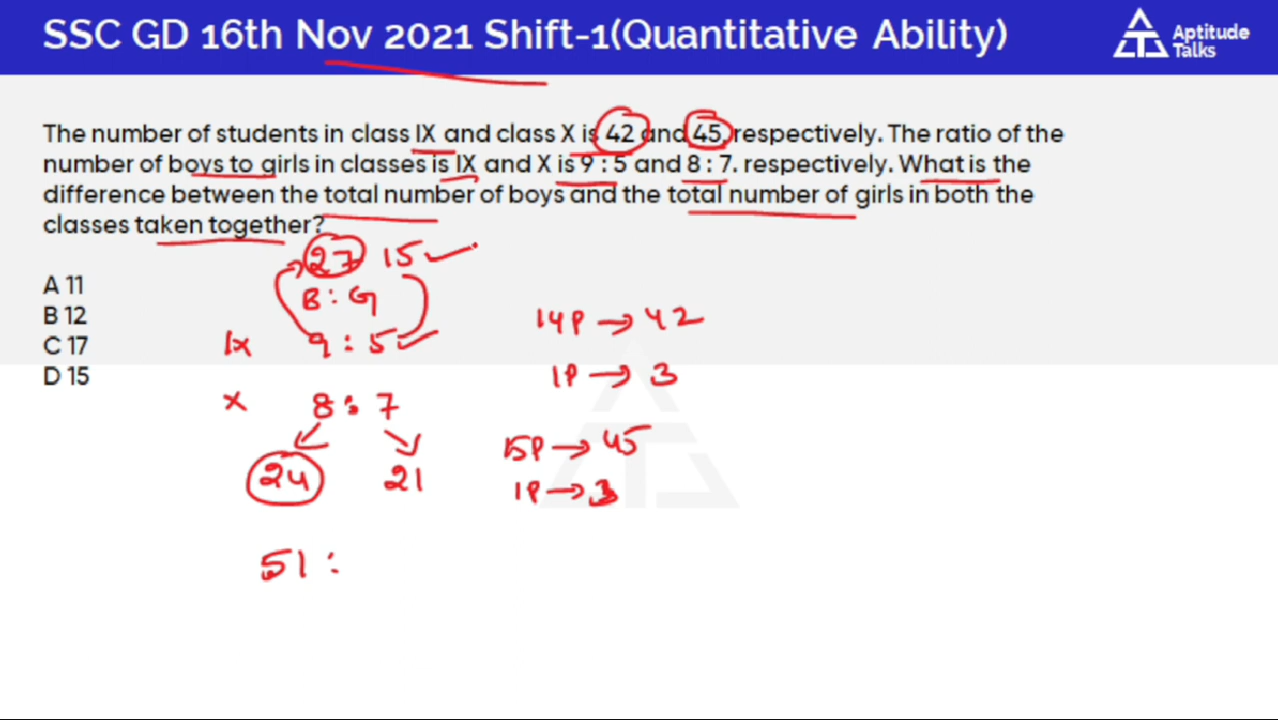 SSC GD 16th Nov 2021 Shift-1(Quantitative Ability)
Aptitude
Talks
The number of students in class IX and class X is 42 and 45, respectively. The ratio of the
number of boys to girls in classes is IX and X is 9 : 5 and 8 : 7. respectively. What is the
difference between the total number of boys and the total number of girls in both the
classes taken together?
A 11
B 12
C 17
D 15
27 15
B : G
IX 9 : 5
X 8 : 7
24 21
51 :
14P → 42
1P → 3
15P → 45
1P → 3